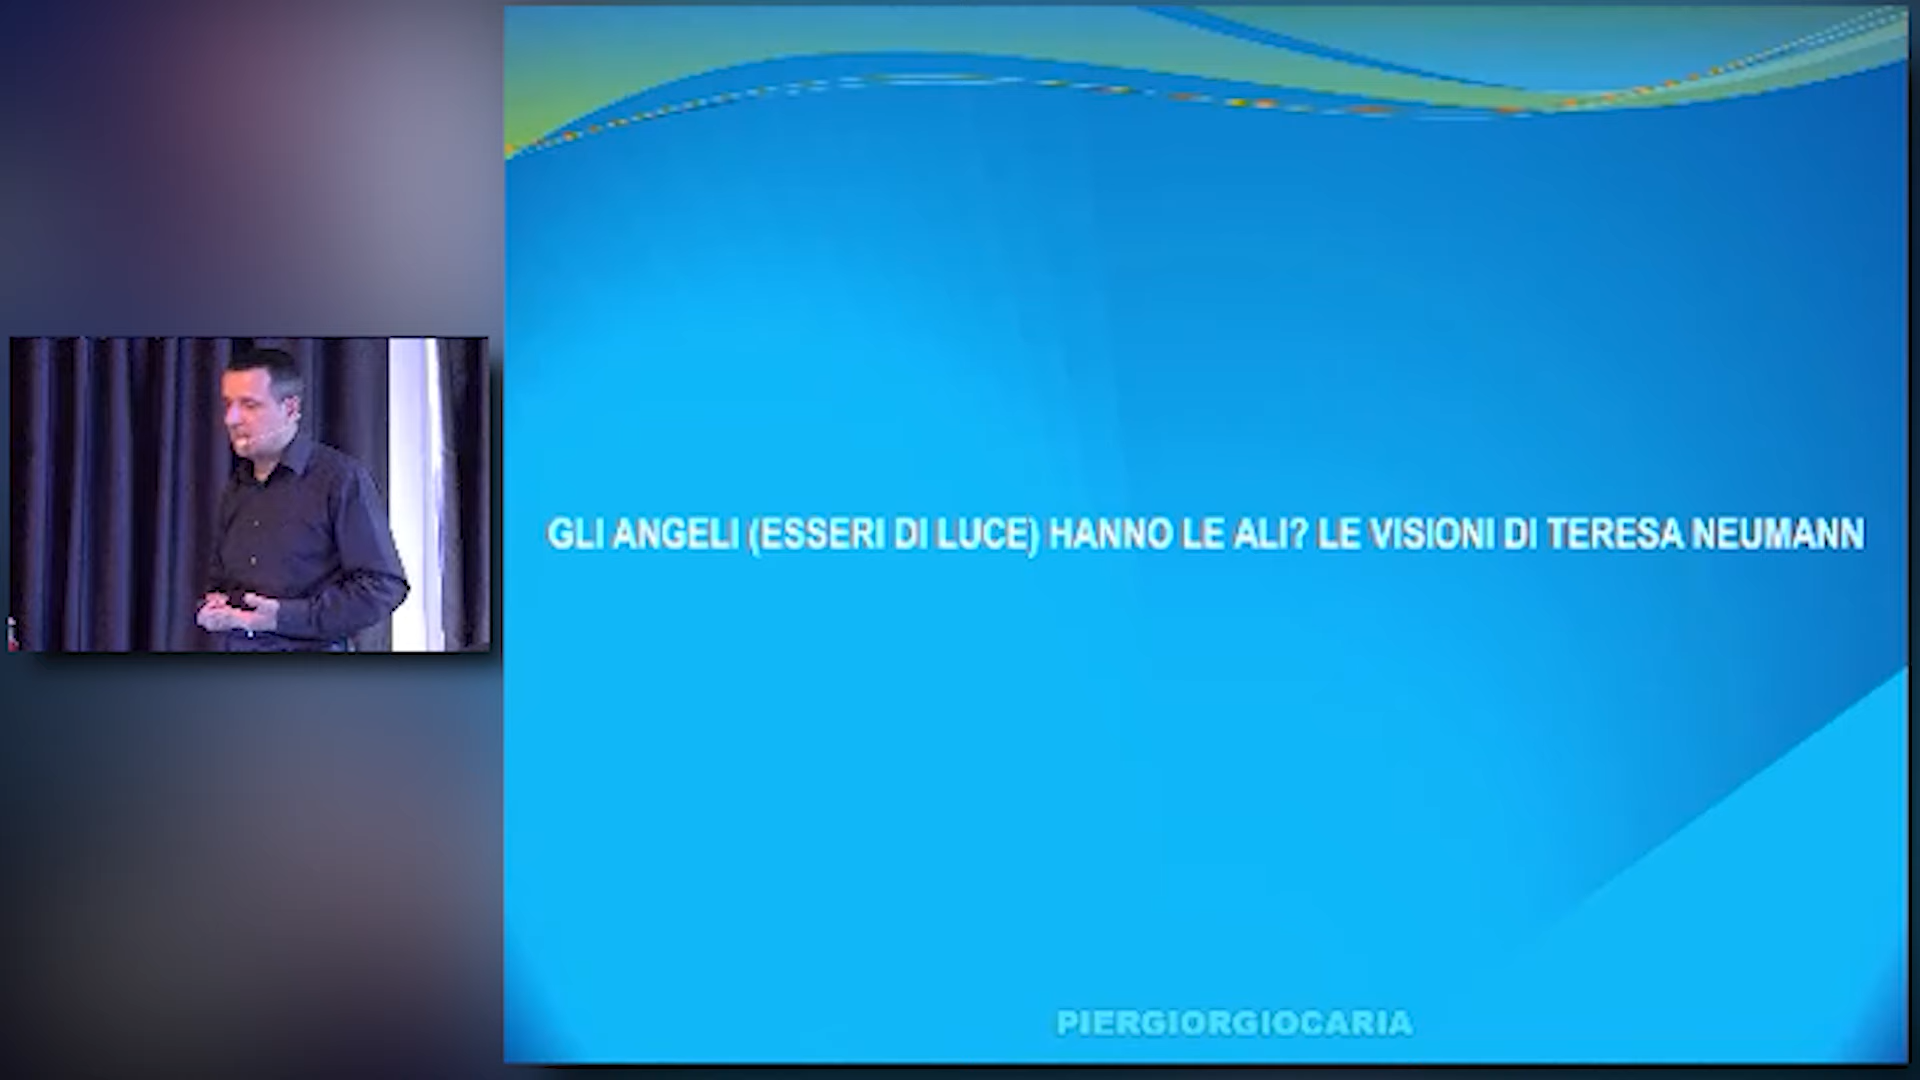 GLI ANGELI (ESSERI DI LUCE) HANNO LE ALI? LE VISIONI DI TERESA NEUMANN
PIERGIORGIOCARIA